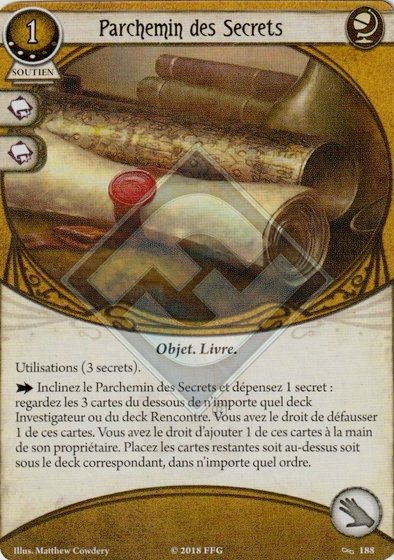 1
Parchemin des Secrets
SOUTIEN
Objet. Livre.
Utilisations (3 secrets).
Inclinez le Parchemin des Secrets et dépensez 1 secret :
regardez les 3 cartes du dessous de n'importe quel deck
Investigateur ou du deck Rencontre. Vous avez le droit de défausser
1 de ces cartes. Vous avez le droit d'ajouter 1 de ces cartes à la main
de son propriétaire. Placez les cartes restantes soit au-dessus soit
sous le deck correspondant, dans n'importe quel ordre.
Illus. Matthew Cowdery © 2018 FFG 188